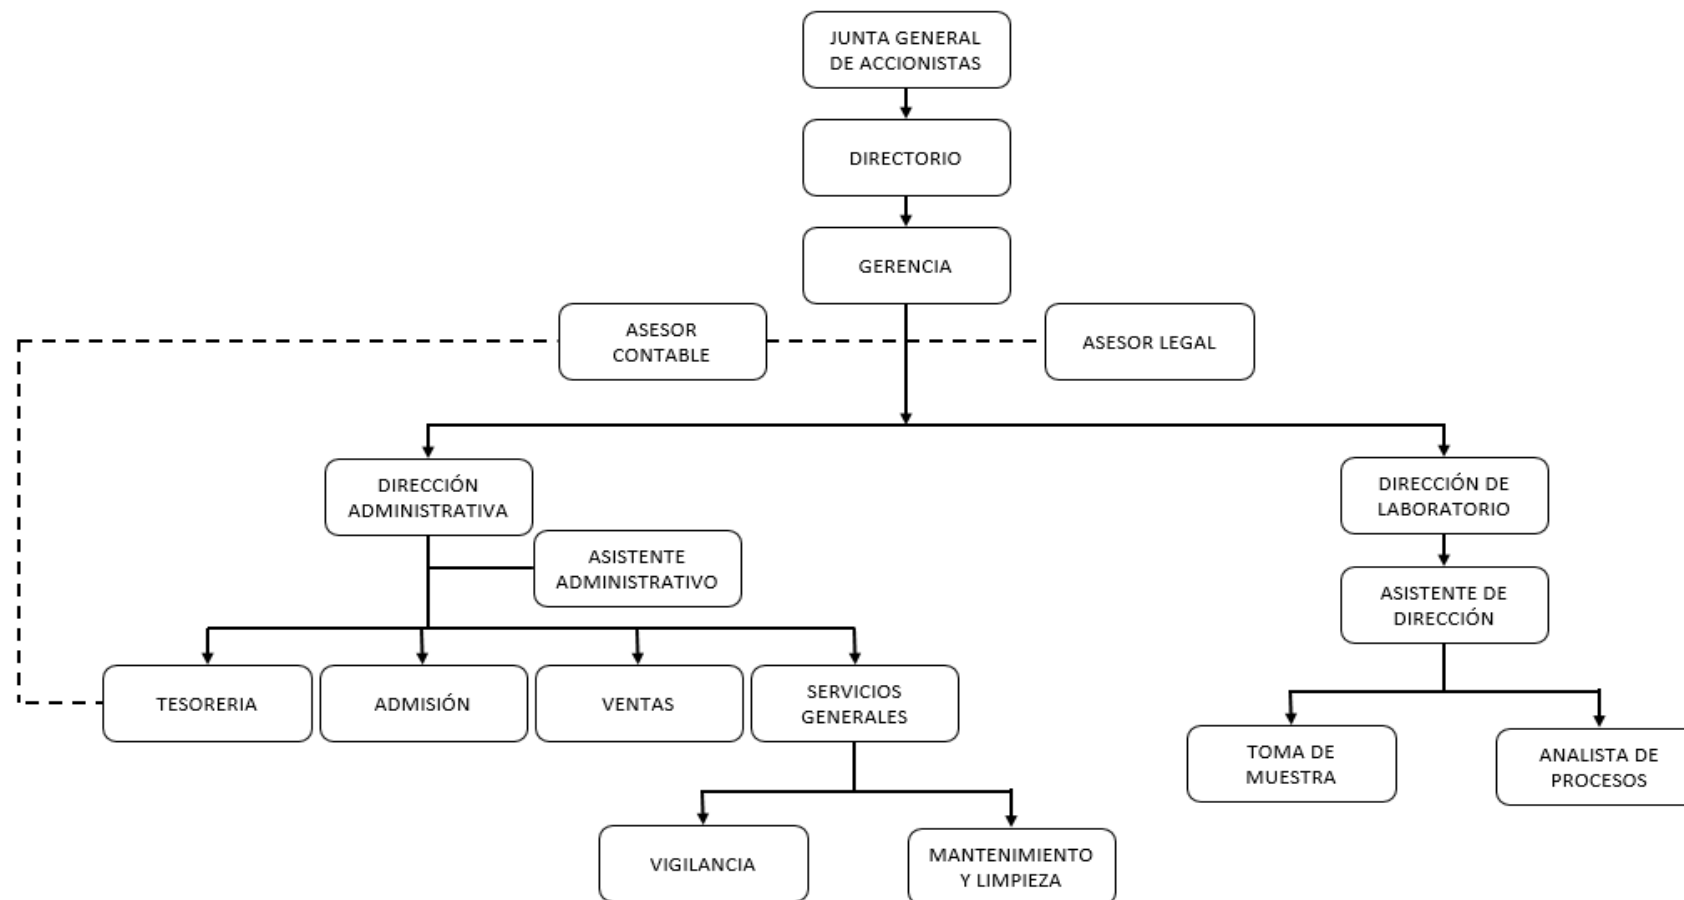 JUNTA GENERAL
DE ACCIONISTAS
DIRECTORIO
GERENCIA
ASESOR
CONTABLE
ASESOR LEGAL
DIRECCIÓN
ADMINISTRATIVA
DIRECCIÓN DE
LABORATORIO
ASISTENTE
ADMINISTRATIVO
ASISTENTE DE
DIRECCIÓN
TESORERIA
ADMISIÓN
VENTAS
SERVICIOS
GENERALES
TOMA DE
MUESTRA
ANALISTA DE
PROCESOS
VIGILANCIA
MANTENIMIENTO
Y LIMPIEZA